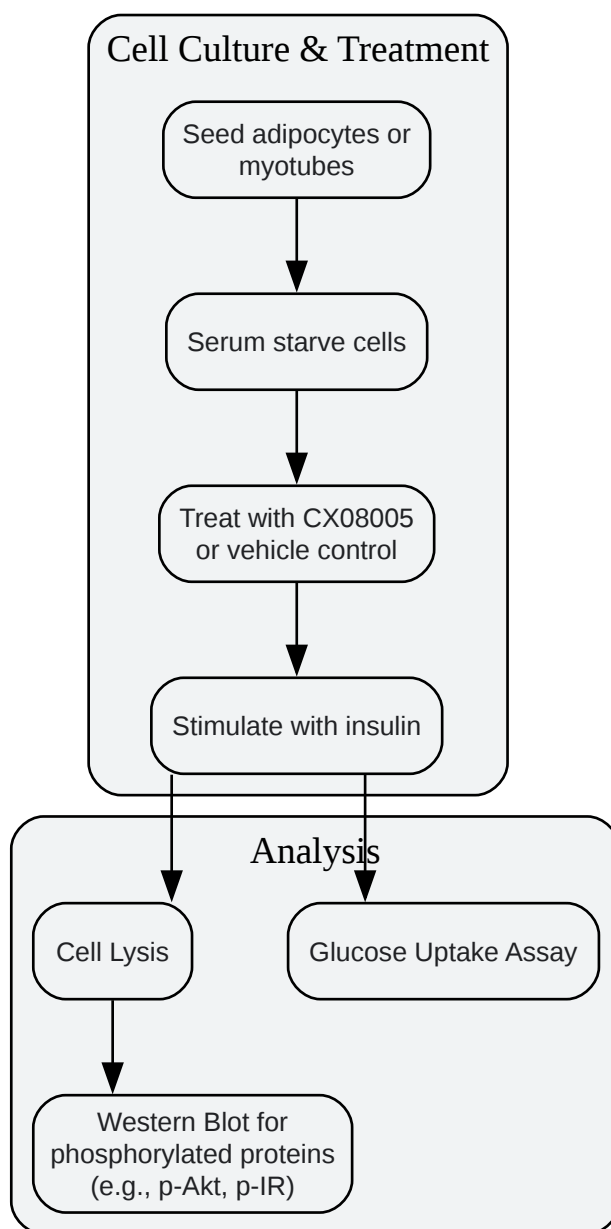 Cell Culture & Treatment
Seed adipocytes or
myotubes
Serum starve cells
Treat with CX08005
or vehicle control
Stimulate with insulin
Analysis
Cell Lysis
Glucose Uptake Assay
Western Blot for
phosphorylated proteins
(e.g., p-Akt, p-IR)